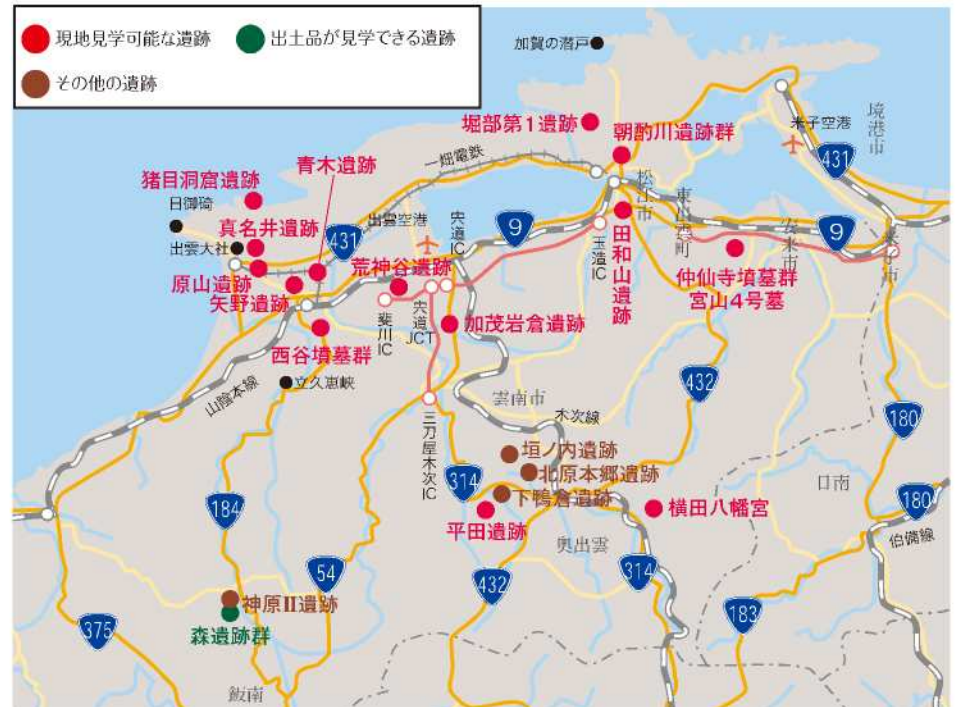 現地見学可能な遺跡
出土品が見学できる遺跡
その他の遺跡
加賀の潜戸
堀部第1遺跡
朝酌川遺跡群
米子空港
境港市
431
青木遺跡
一畑電鉄
猪目洞窟遺跡
日御碕
真名井遺跡
出雲大社
431
出雲空港
宍道IC
9
松江市
東出雲町
安来市
9
米子市
玉造IC
田和山遺跡
仲仙寺墳墓群
宮山4号墓
原山遺跡
矢野遺跡
荒神谷遺跡
斐川IC
宍道JCT
加茂岩倉遺跡
西谷墳墓群
立久恵峡
山陰本線
432
雲南市
木次線
三刀屋木次IC
180
垣ノ内遺跡
314
北原本郷遺跡
下鴨倉遺跡
平田遺跡
横田八幡宮
日南
180
伯備線
184
奥出雲
54
432
314
神原II遺跡
森遺跡群
375
183
飯南